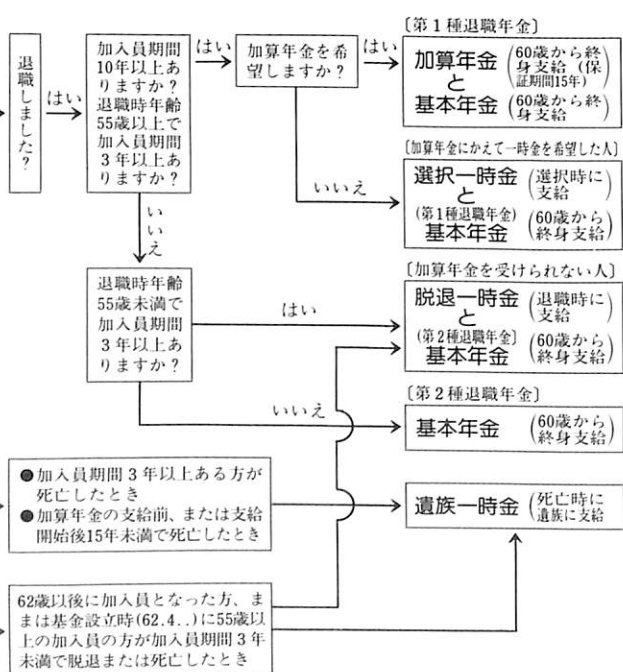 退職しました?
はい
加入員期間
10年以上あ
りますか?
退職時年齢
55歳以上で
加入員期間
3年以上あ
りますか?
はい
加算年金を希
望しますか?
はい
〔第1種退職年金〕
加算年金(60歳から終
身支給(保
証期間15年)
と
基本年金(60歳から終
身支給)
いいえ
〔加算年金にかえて一時金を希望した人〕
選択一時金(選択時に
支給)
と
(第1種退職年金)
基本年金(60歳から
終身支給)
いいえ
退職時年齢
55歳未満で
加入員期間
3年以上あ
りますか?
はい
〔加算年金を受けられない人〕
脱退一時金(退職時に
支給)
と
(第2種退職年金)
基本年金(60歳から
終身支給)
いいえ
〔第2種退職年金〕
基本年金(60歳から
終身支給)
●加入員期間3年以上ある方が
死亡したとき
●加算年金の支給前、または支給
開始後15年未満で死亡したとき
遺族一時金(死亡時に
遺族に支給
62歳以後に加入員となった方、ま
まは基金設立時(62.4..)に55歳以
上の加入員の方が加入員期間3年
未満で脱退または死亡したとき